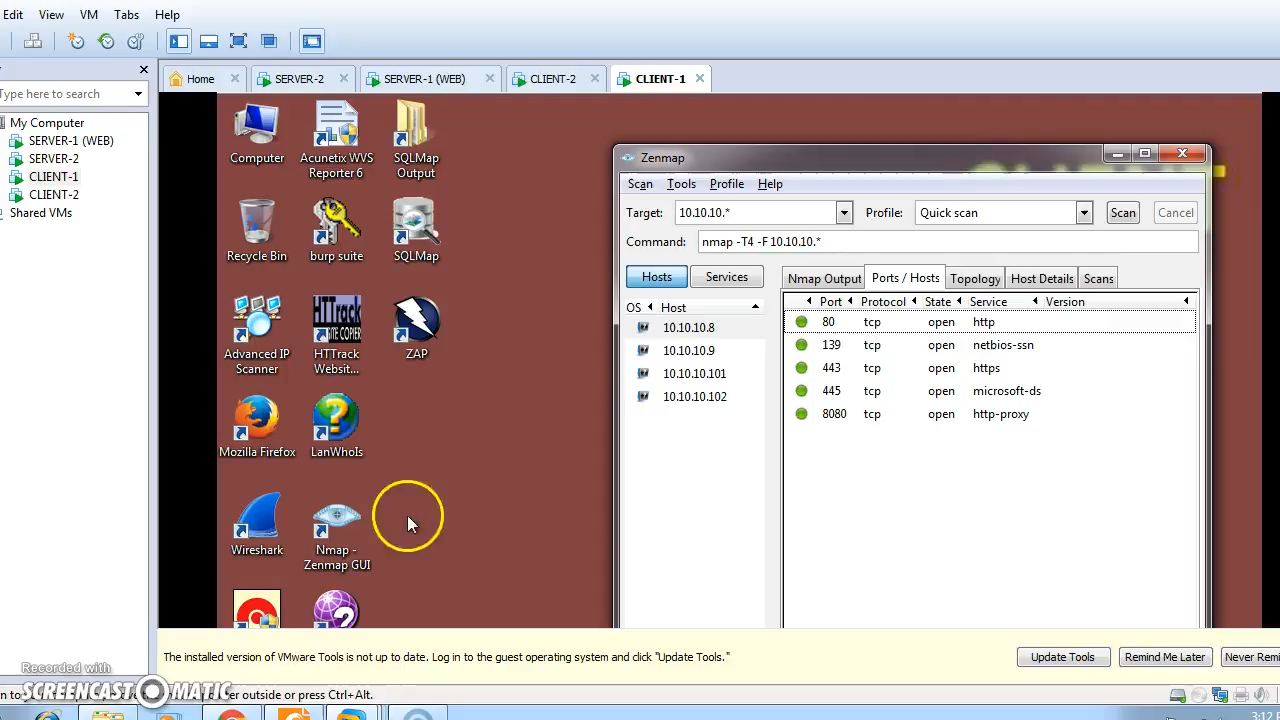 Edit View VM Tabs Help
Home SERVER-2 SERVER-1 (WEB) CLIENT-2 CLIENT-1
Type here to search
My Computer
SERVER-1 (WEB)
SERVER-2
CLIENT-1
CLIENT-2
Shared VMs
Computer
Acunetix WVS
Reporter 6
SQLMap
Output
Recycle Bin
burp suite
SQLMap
Advanced IP
Scanner
HTTrack
WEBSITE
COPIER
HTTrack
Websit...
ZAP
Mozilla Firefox
LanWhoIs
Wireshark
Nmap -
Zenmap GUI
Zenmap
Scan Tools Profile Help
Target: 10.10.10.* Profile: Quick scan Scan Cancel
Command: nmap -T4 -F 10.10.10.*
Hosts Services
Nmap Output Ports / Hosts Topology Host Details Scans
OS Host
10.10.10.8
10.10.10.9
10.10.10.101
10.10.10.102
Port Protocol State Service Version
80 tcp open http
139 tcp open netbios-ssn
443 tcp open https
445 tcp open microsoft-ds
8080 tcp open http-proxy
The installed version of VMware Tools is not up to date. Log in to the guest operating system and click "Update Tools."
Update Tools Remind Me Later Never Remi
outside or press Ctrl+Alt.
Recorded with
SCREENCAST MATIC
3:12 P